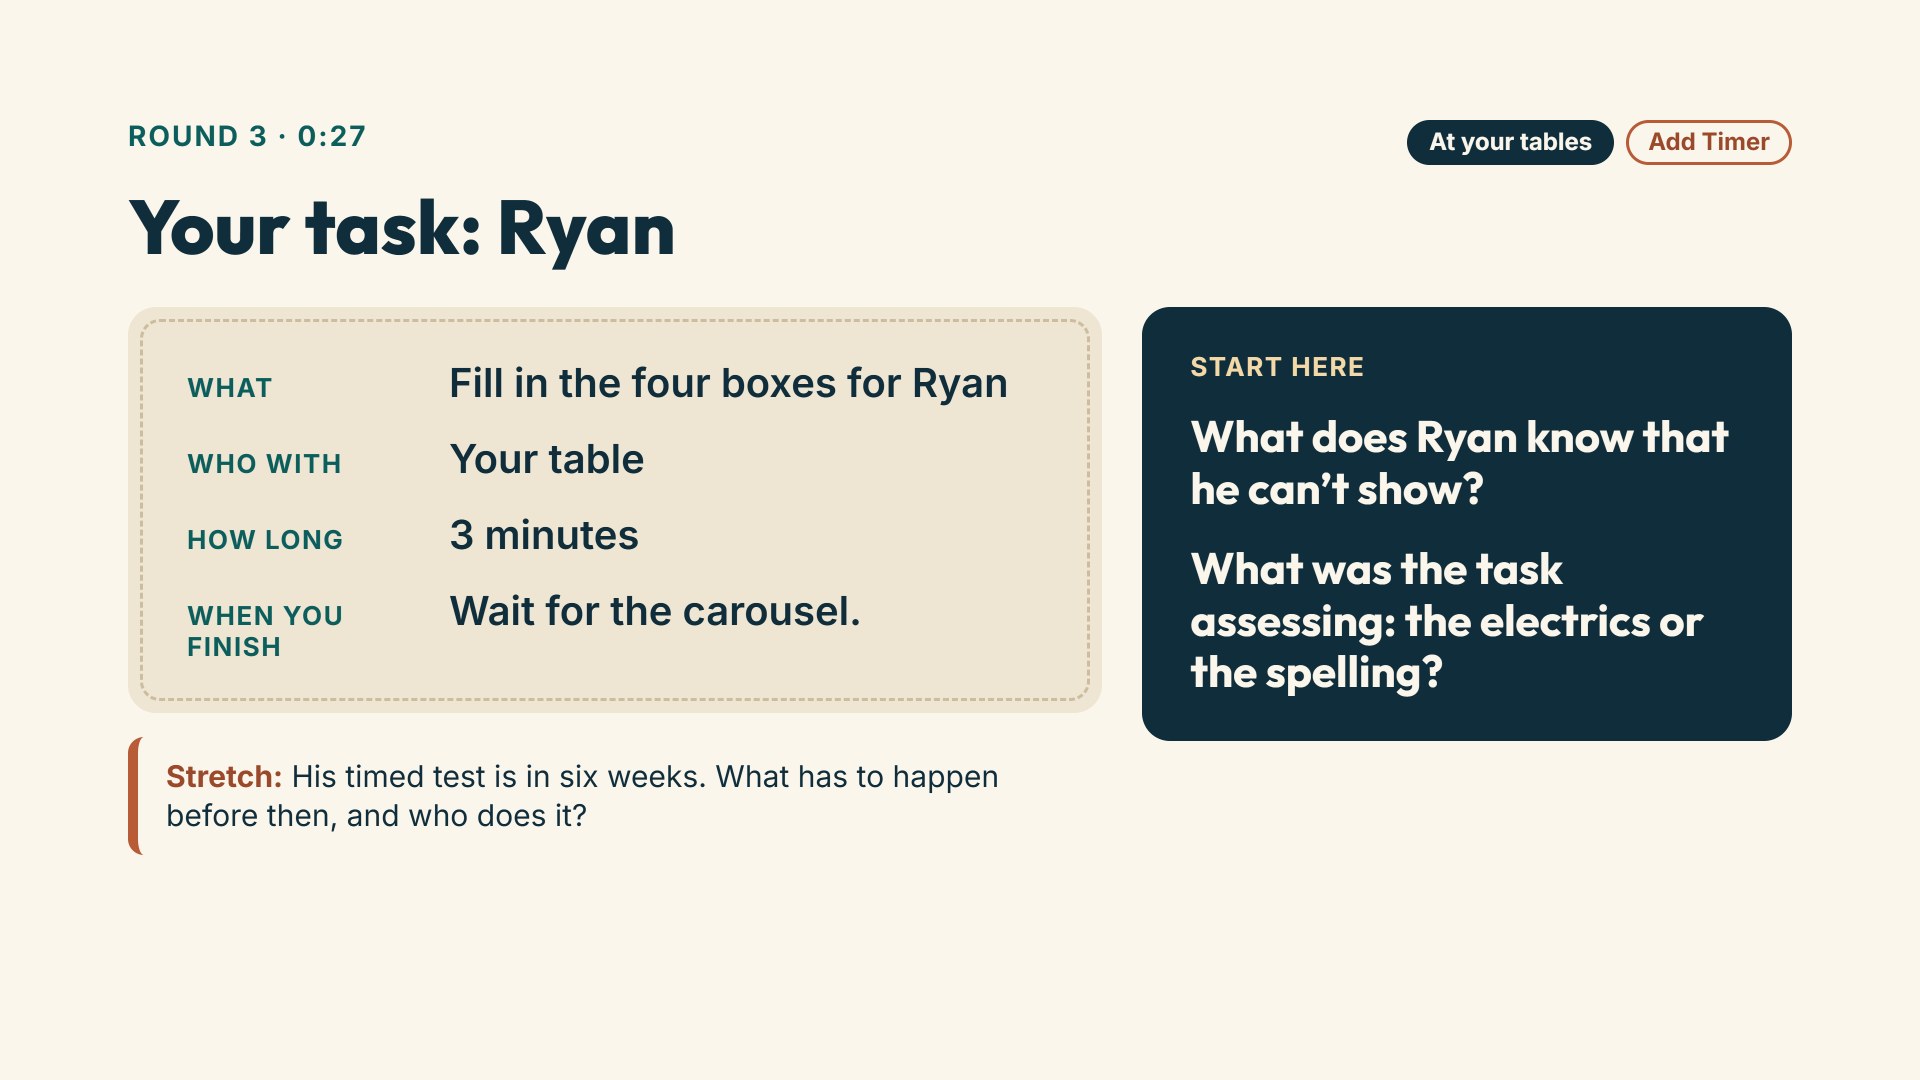 ROUND 3 · 0:27
At your tables
Add Timer
Your task: Ryan
WHAT
Fill in the four boxes for Ryan
WHO WITH
Your table
HOW LONG
3 minutes
WHEN YOU
FINISH
Wait for the carousel.
Stretch: His timed test is in six weeks. What has to happen
before then, and who does it?
START HERE
What does Ryan know that
he can’t show?
What was the task
assessing: the electrics or
the spelling?